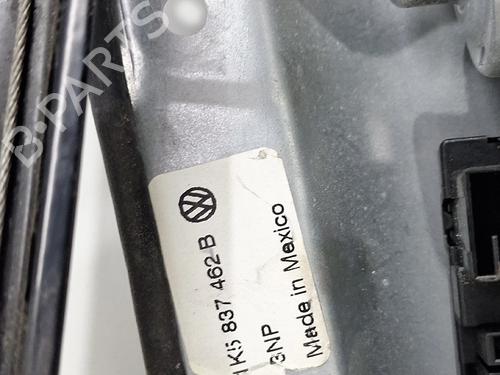 B-PARTS
1K5 837 462 B
3NP
Made in Mexico